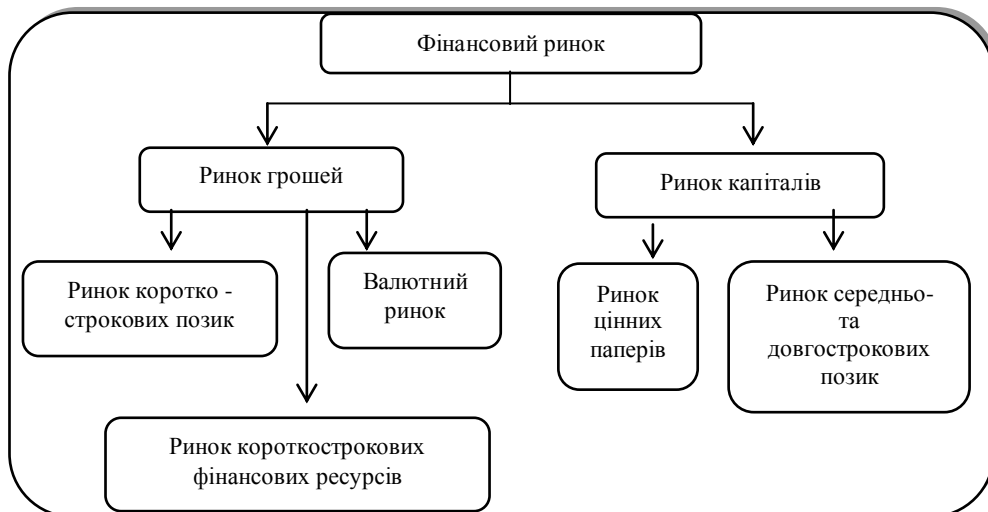 Фінансовий ринок
Ринок грошей
Ринок капіталів
Ринок коротко -
строкових позик
Валютний
ринок
Ринок
цінних
паперів
Ринок середньо-
та
довгострокових
позик
Ринок короткострокових
фінансових ресурсів